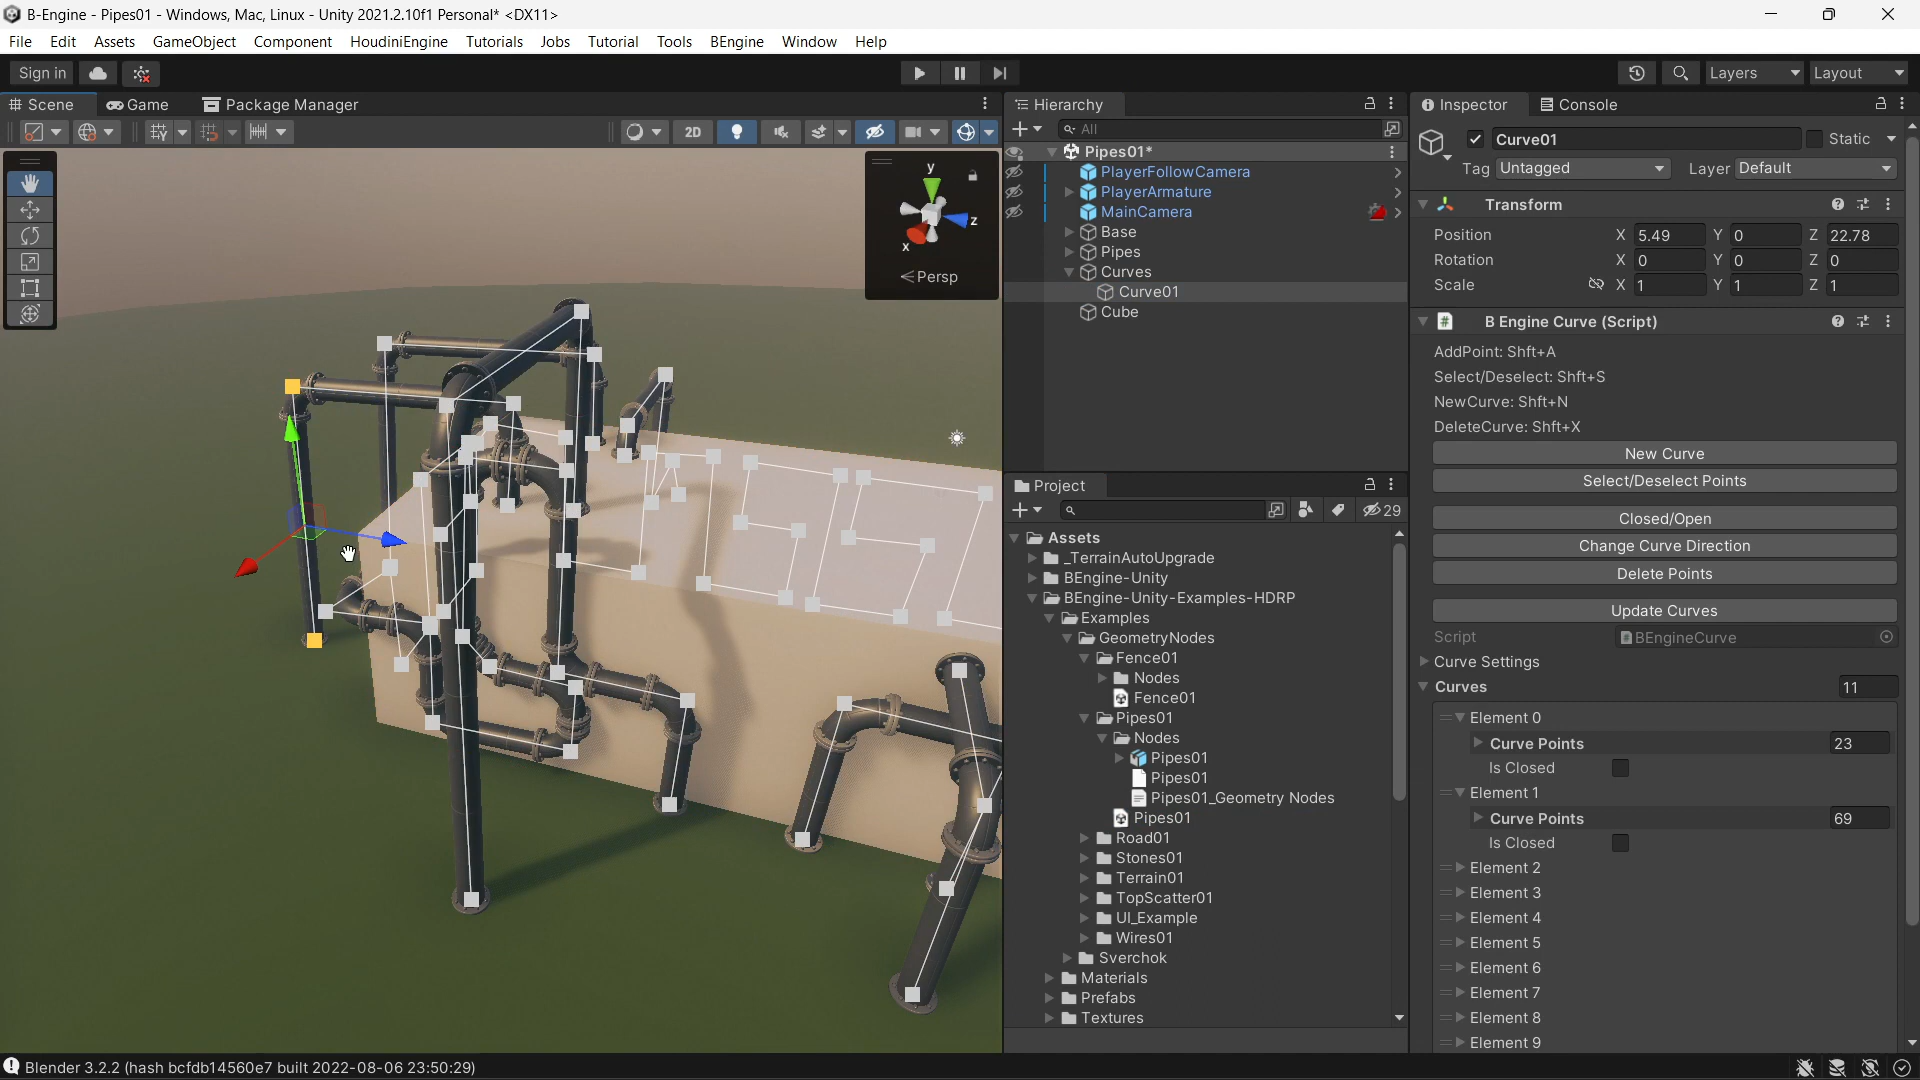 B-Engine - Pipes01 - Windows, Mac, Linux - Unity 2021.2.10f1 Personal* <DX11>
File Edit Assets GameObject Component HoudiniEngine Tutorials Jobs Tutorial Tools BEngine Window Help
Sign in
Layers Layout
Scene Game Package Manager
2D
y
z
x
Persp
Hierarchy
All
Pipes01*
PlayerFollowCamera
PlayerArmature
MainCamera
Base
Pipes
Curves
Curve01
Cube
Project
29
Assets
_TerrainAutoUpgrade
BEngine-Unity
BEngine-Unity-Examples-HDRP
Examples
GeometryNodes
Fence01
Nodes
Fence01
Pipes01
Nodes
Pipes01
Pipes01
Pipes01_Geometry Nodes
Pipes01
Road01
Stones01
Terrain01
TopScatter01
UI_Example
Wires01
Sverchok
Materials
Prefabs
Textures
Inspector Console
Curve01 Static
Tag Untagged Layer Default
Transform
Position X 5.49 Y 0 Z 22.78
Rotation X 0 Y 0 Z 0
Scale X 1 Y 1 Z 1
B Engine Curve (Script)
AddPoint: Shft+A
Select/Deselect: Shft+S
NewCurve: Shft+N
DeleteCurve: Shft+X
New Curve
Select/Deselect Points
Closed/Open
Change Curve Direction
Delete Points
Update Curves
Script BEngineCurve
Curve Settings
Curves 11
Element 0
Curve Points 23
Is Closed
Element 1
Curve Points 69
Is Closed
Element 2
Element 3
Element 4
Element 5
Element 6
Element 7
Element 8
Element 9
Blender 3.2.2 (hash bcfdb14560e7 built 2022-08-06 23:50:29)